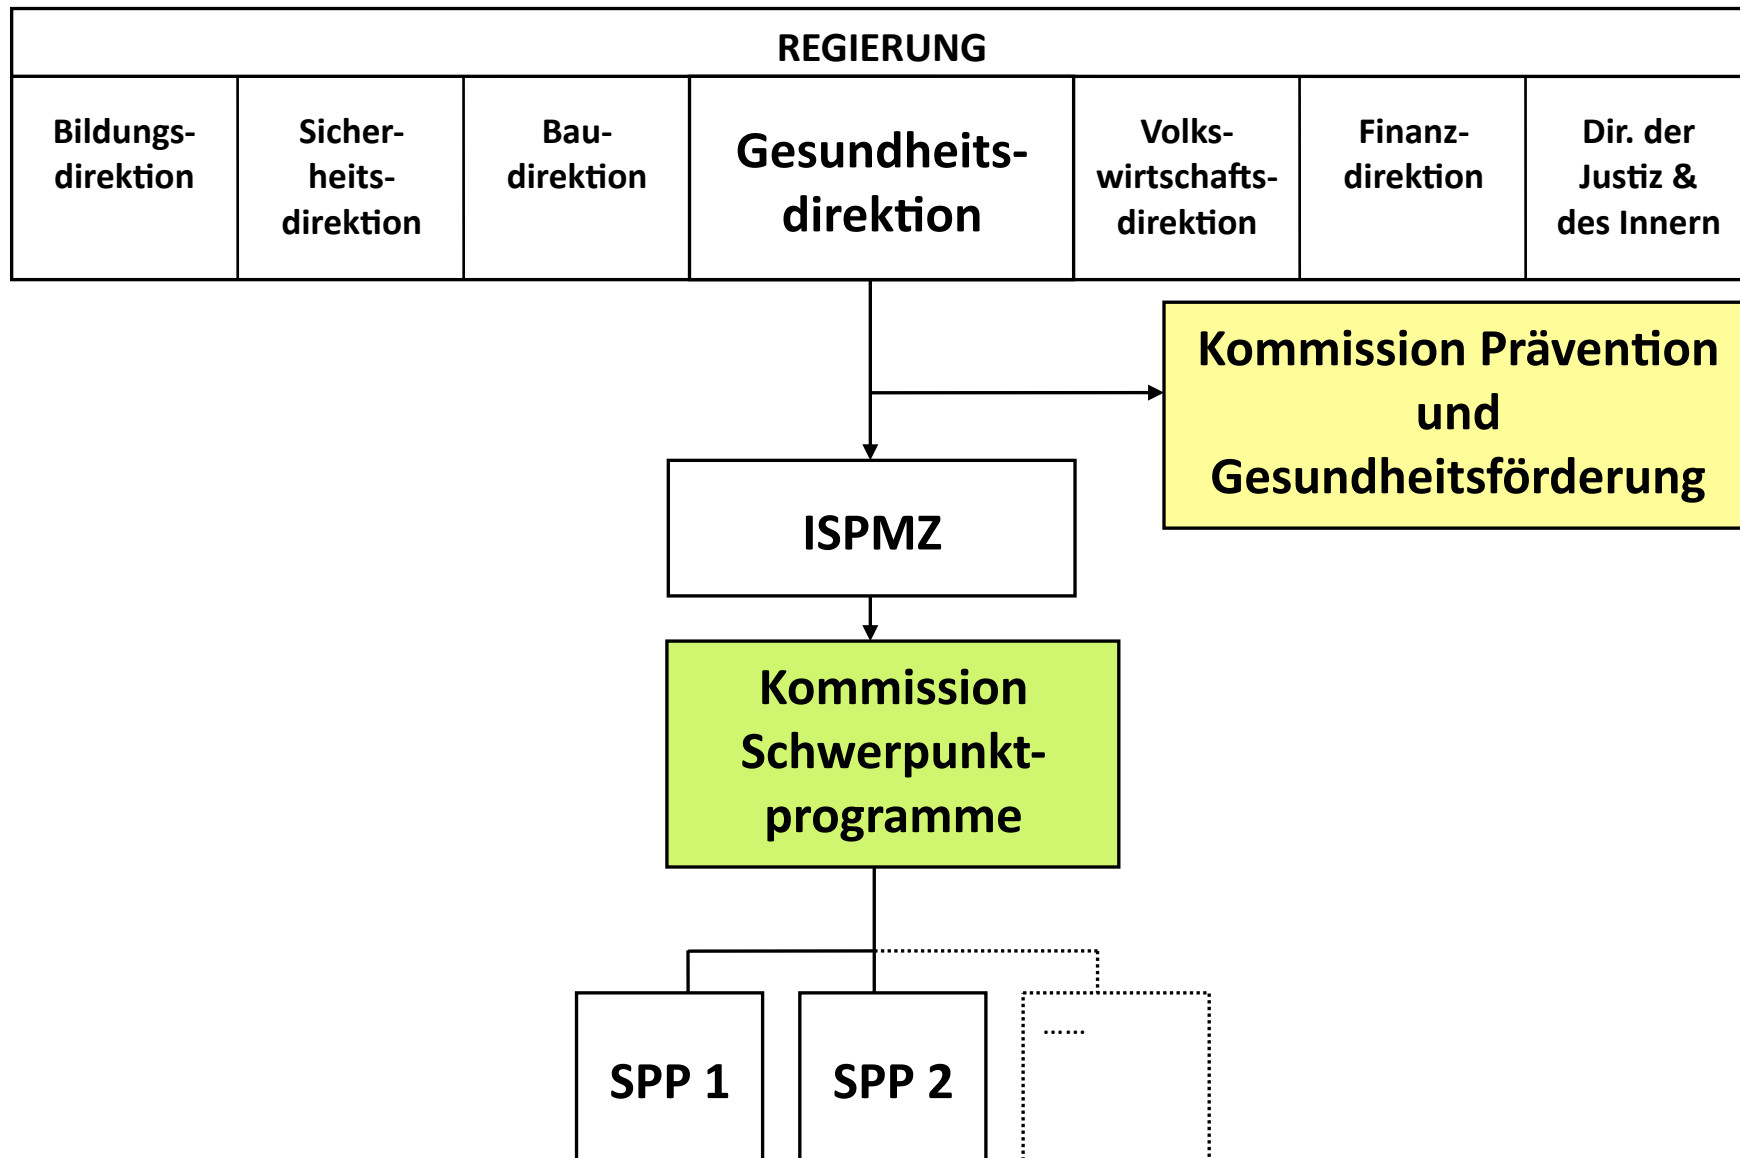 REGIERUNG
Bildungs-
direktion
Sicher-
heits-
direktion
Bau-
direktion
Gesundheits-
direktion
Volks-
wirtschafts-
direktion
Finanz-
direktion
Dir. der
Justiz &
des Innern
Kommission Prävention
und
Gesundheitsförderung
ISPMZ
Kommission
Schwerpunkt-
programme
SPP 1
SPP 2
......